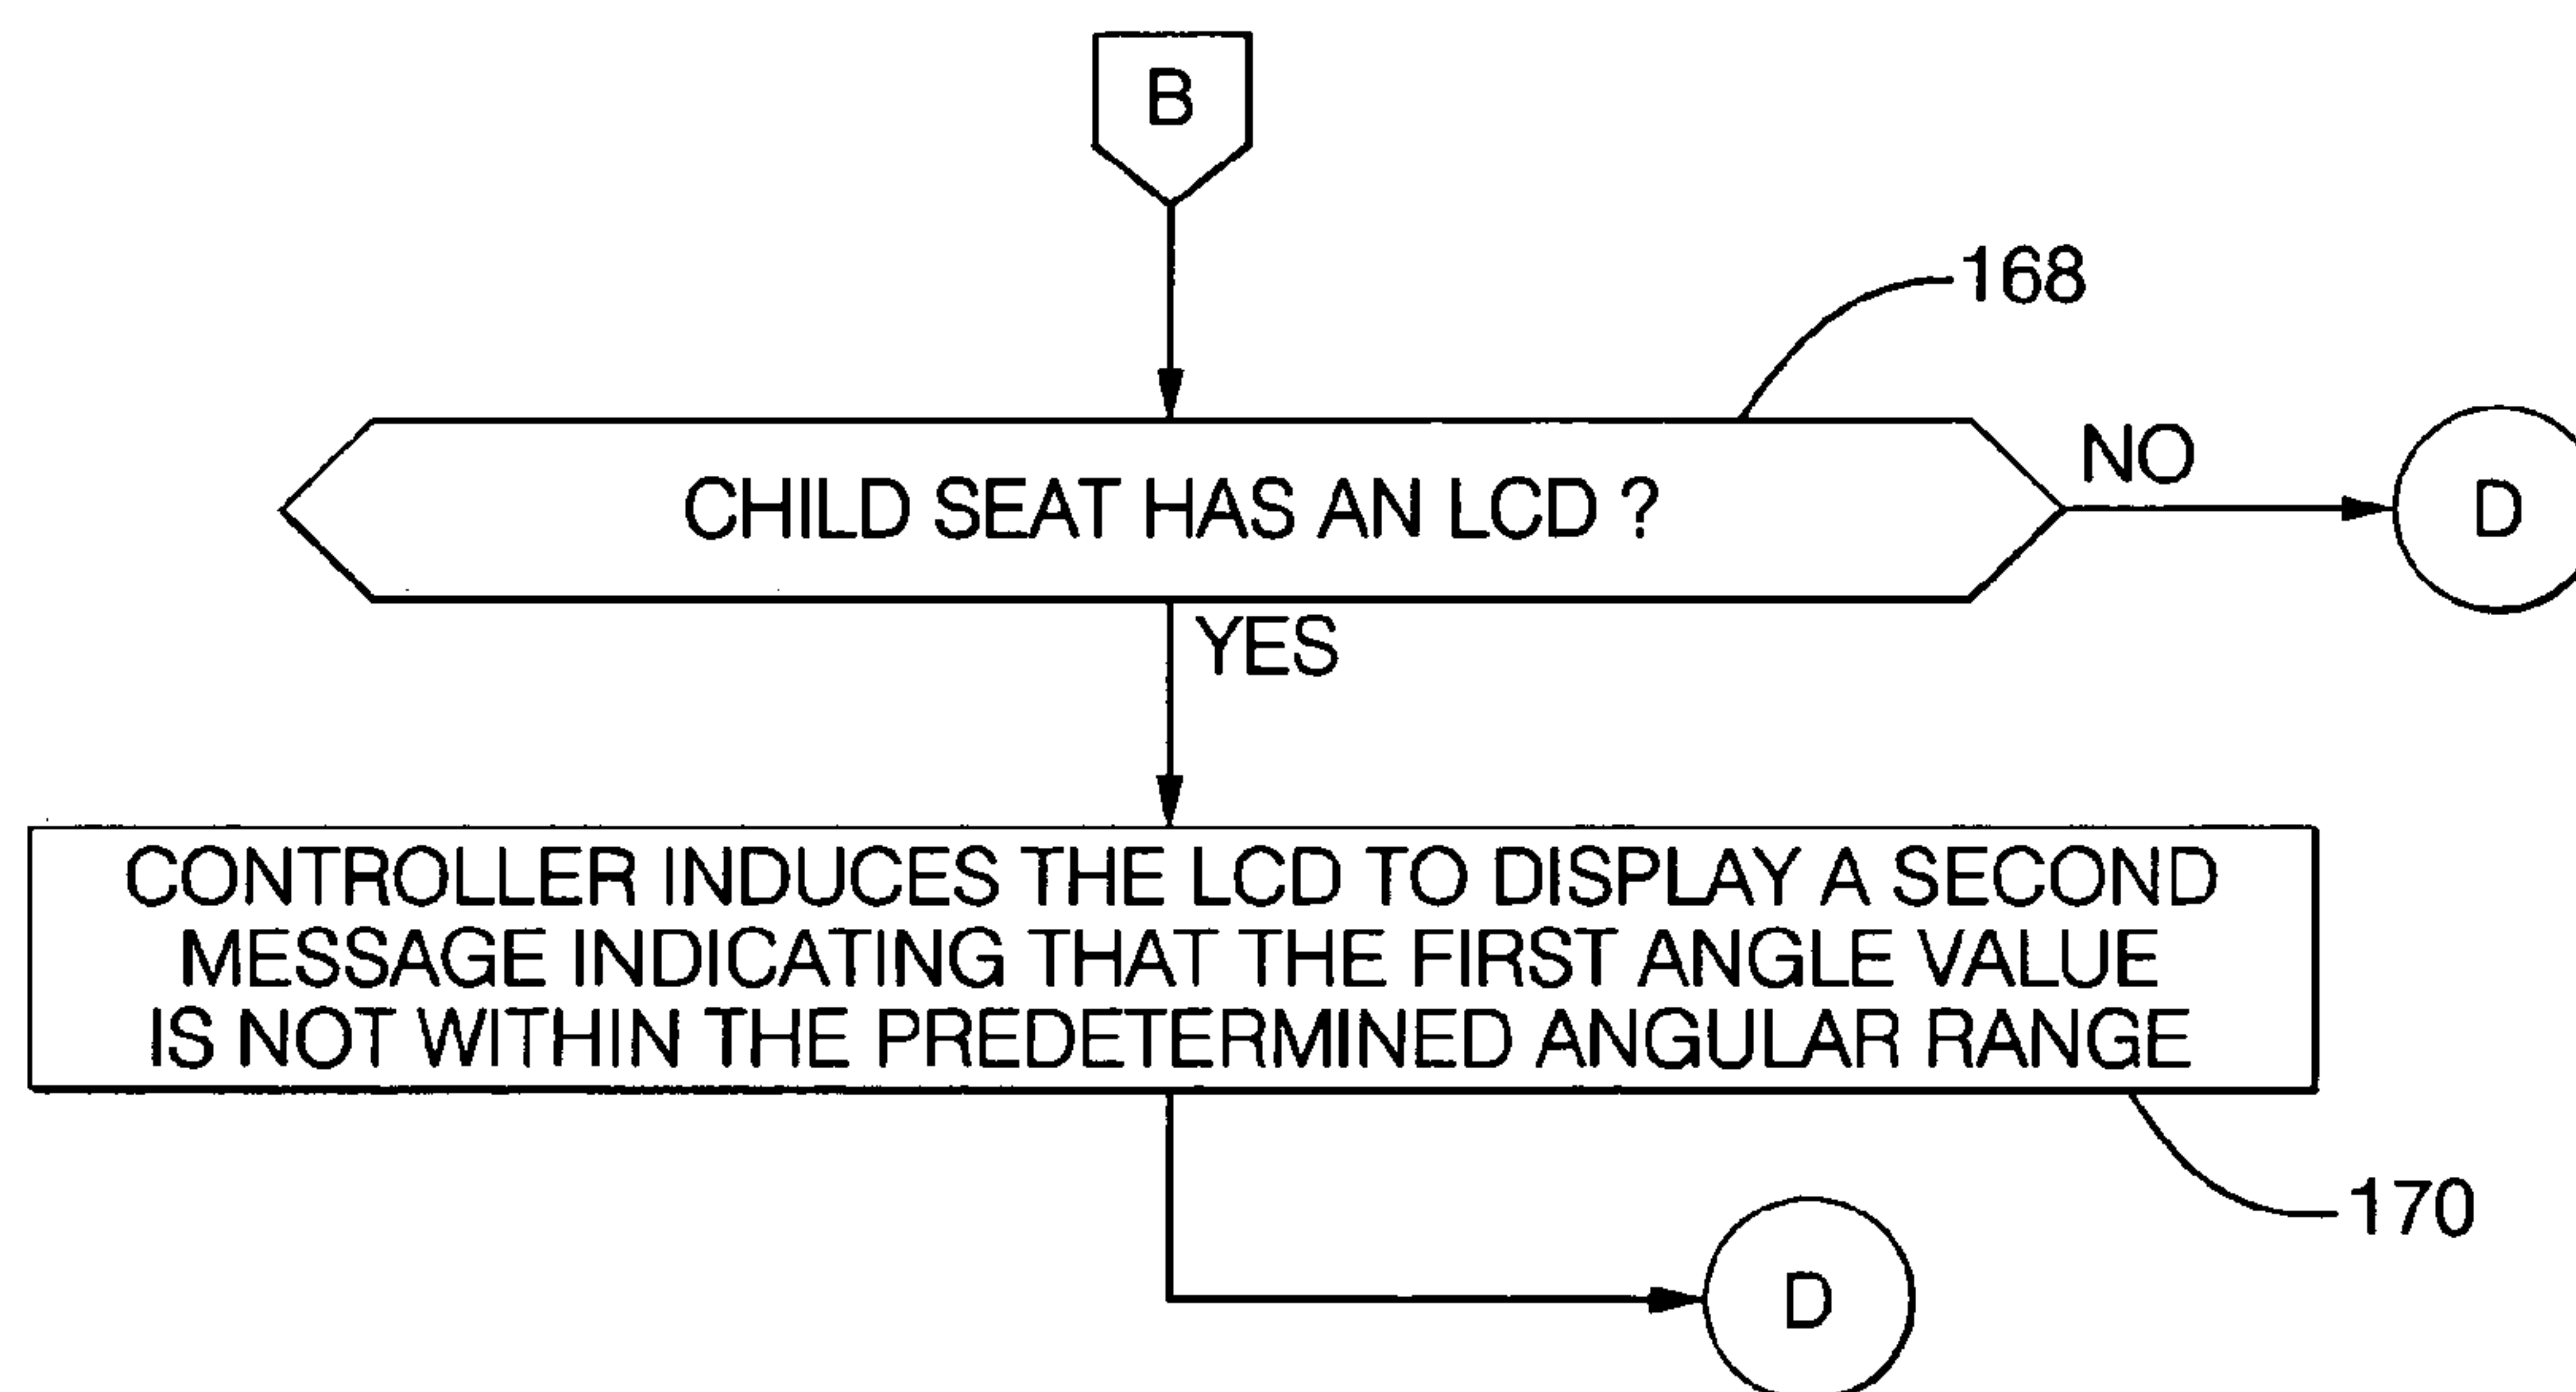 B
168
CHILD SEAT HAS AN LCD ?
NO
D
YES
CONTROLLER INDUCES THE LCD TO DISPLAY A SECOND
MESSAGE INDICATING THAT THE FIRST ANGLE VALUE
IS NOT WITHIN THE PREDETERMINED ANGULAR RANGE
170
D